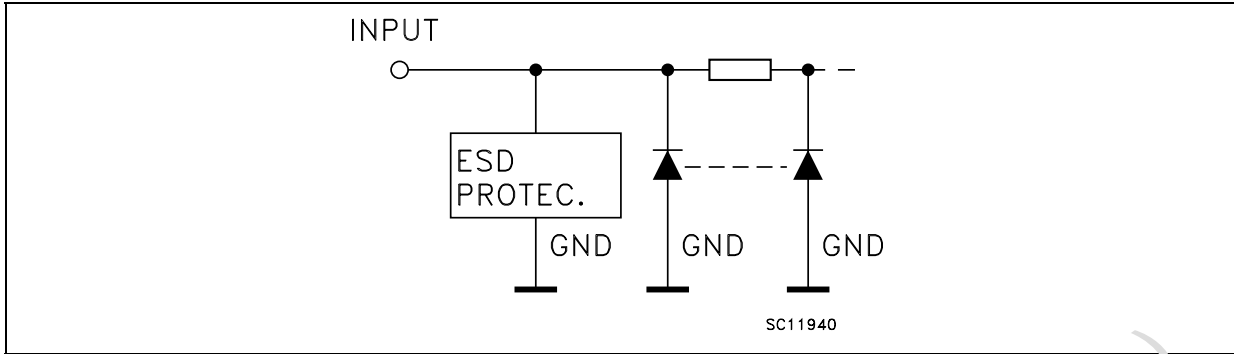 INPUT
ESD
PROTEC.
GND
GND
GND
SC11940